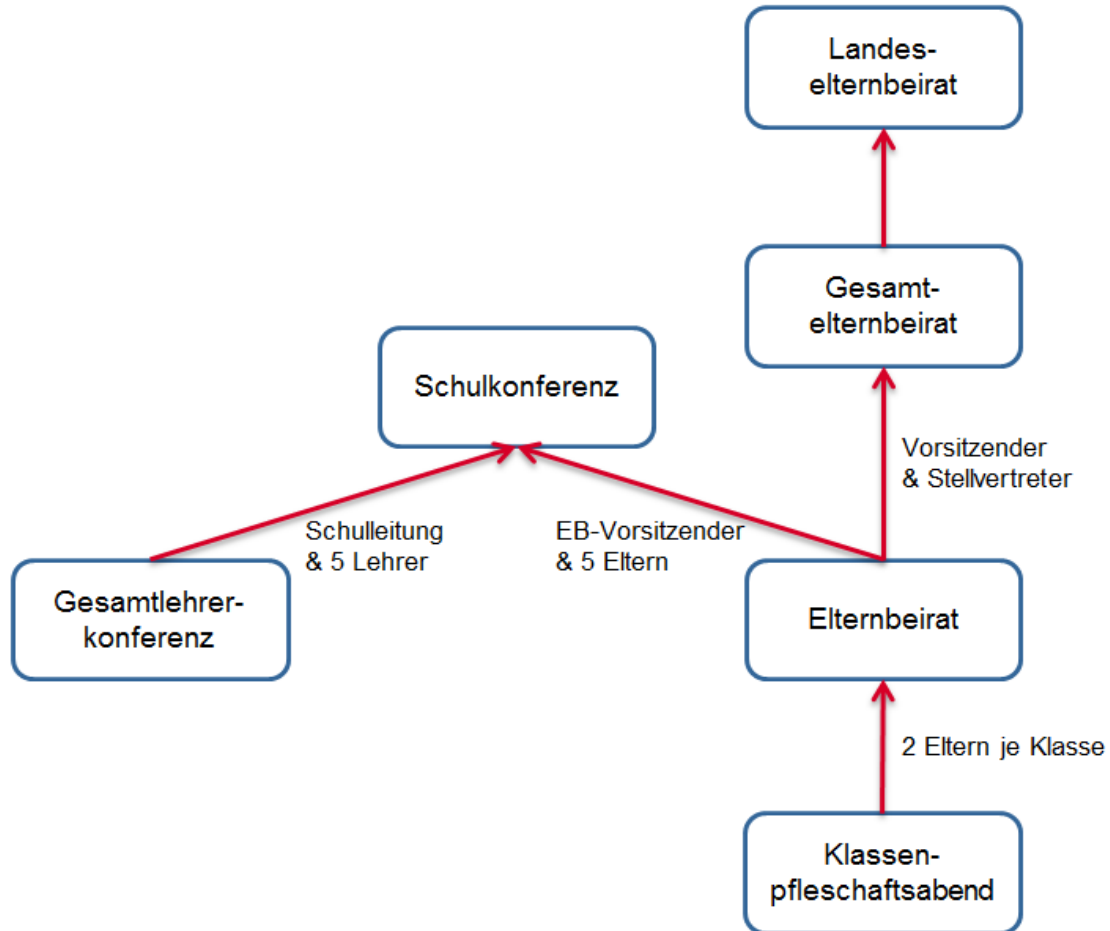 Landes-
elternbeirat
Gesamt-
elternbeirat
Schulkonferenz
Vorsitzender
& Stellvertreter
Schulleitung
& 5 Lehrer
EB-Vorsitzender
& 5 Eltern
Gesamtlehrer-
konferenz
Elternbeirat
2 Eltern je Klasse
Klassen-
pfleschaftsabend